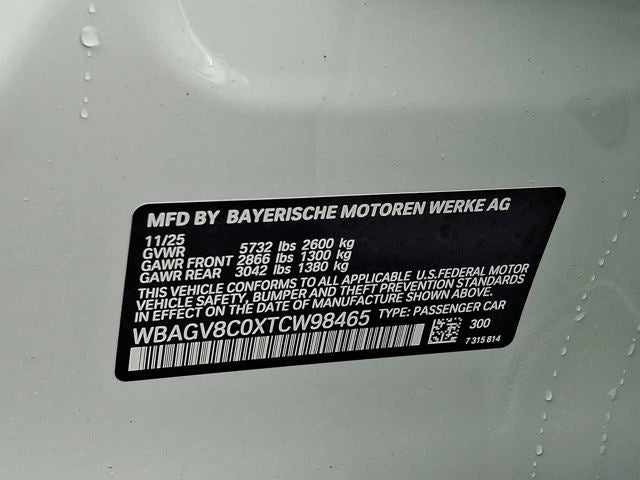 MFD BY BAYERISCHE MOTOREN WERKE AG
11/25
GVWR 5732 lbs 2600 kg
GAWR FRONT 2866 lbs 1300 kg
GAWR REAR 3042 lbs 1380 kg
THIS VEHICLE CONFORMS TO ALL APPLICABLE U.S.FEDERAL MOTOR
VEHICLE SAFETY, BUMPER, AND THEFT PREVENTION STANDARDS
IN EFFECT ON THE DATE OF MANUFACTURE SHOWN ABOVE.
WBAGV8C0XTCW98465 TYPE: PASSENGER CAR
300
7 315 814